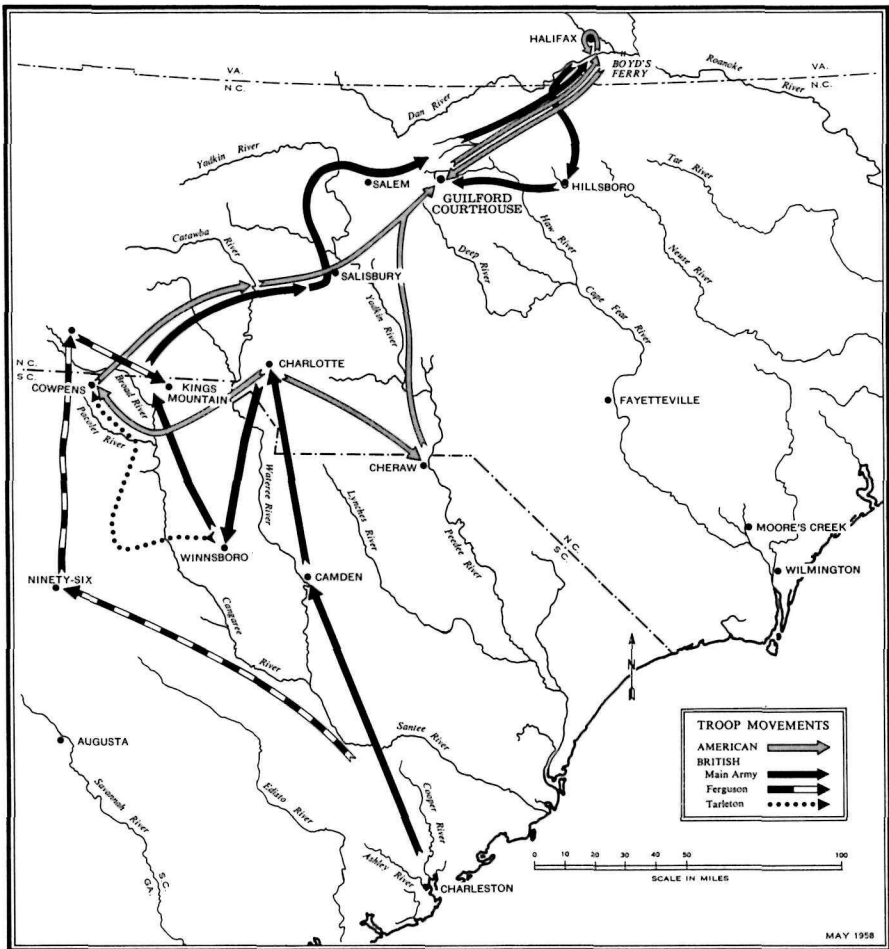 HALIFAX
BOYD'S
FERRY
Roanoke
River
VA.
N.C.
VA.
N.C.
Dan River
Yadkin River
Tar River
SALEM
GUILFORD
COURTHOUSE
HILLSBORO
Haw River
Neuse River
Catawba
River
Deep River
SALISBURY
Yadkin River
Cape Fear
River
N.C.
S.C.
COWPENS
Broad River
KINGS
MOUNTAIN
CHARLOTTE
Pacolet River
FAYETTEVILLE
CHERAW
Wateree River
Lynches River
Peedee River
N.C.
S.C.
MOORE'S CREEK
WINNSBORO
WILMINGTON
NINETY-SIX
CAMDEN
Cangaree
River
N
AUGUSTA
Santee River
Savannah River
Edisto River
Cooper River
Ashley River
S.C.
GA.
CHARLESTON
TROOP MOVEMENTS
AMERICAN
BRITISH
Main Army
Ferguson
Tarleton
0 10 20 30 40 50 100
SCALE IN MILES
MAY 1958